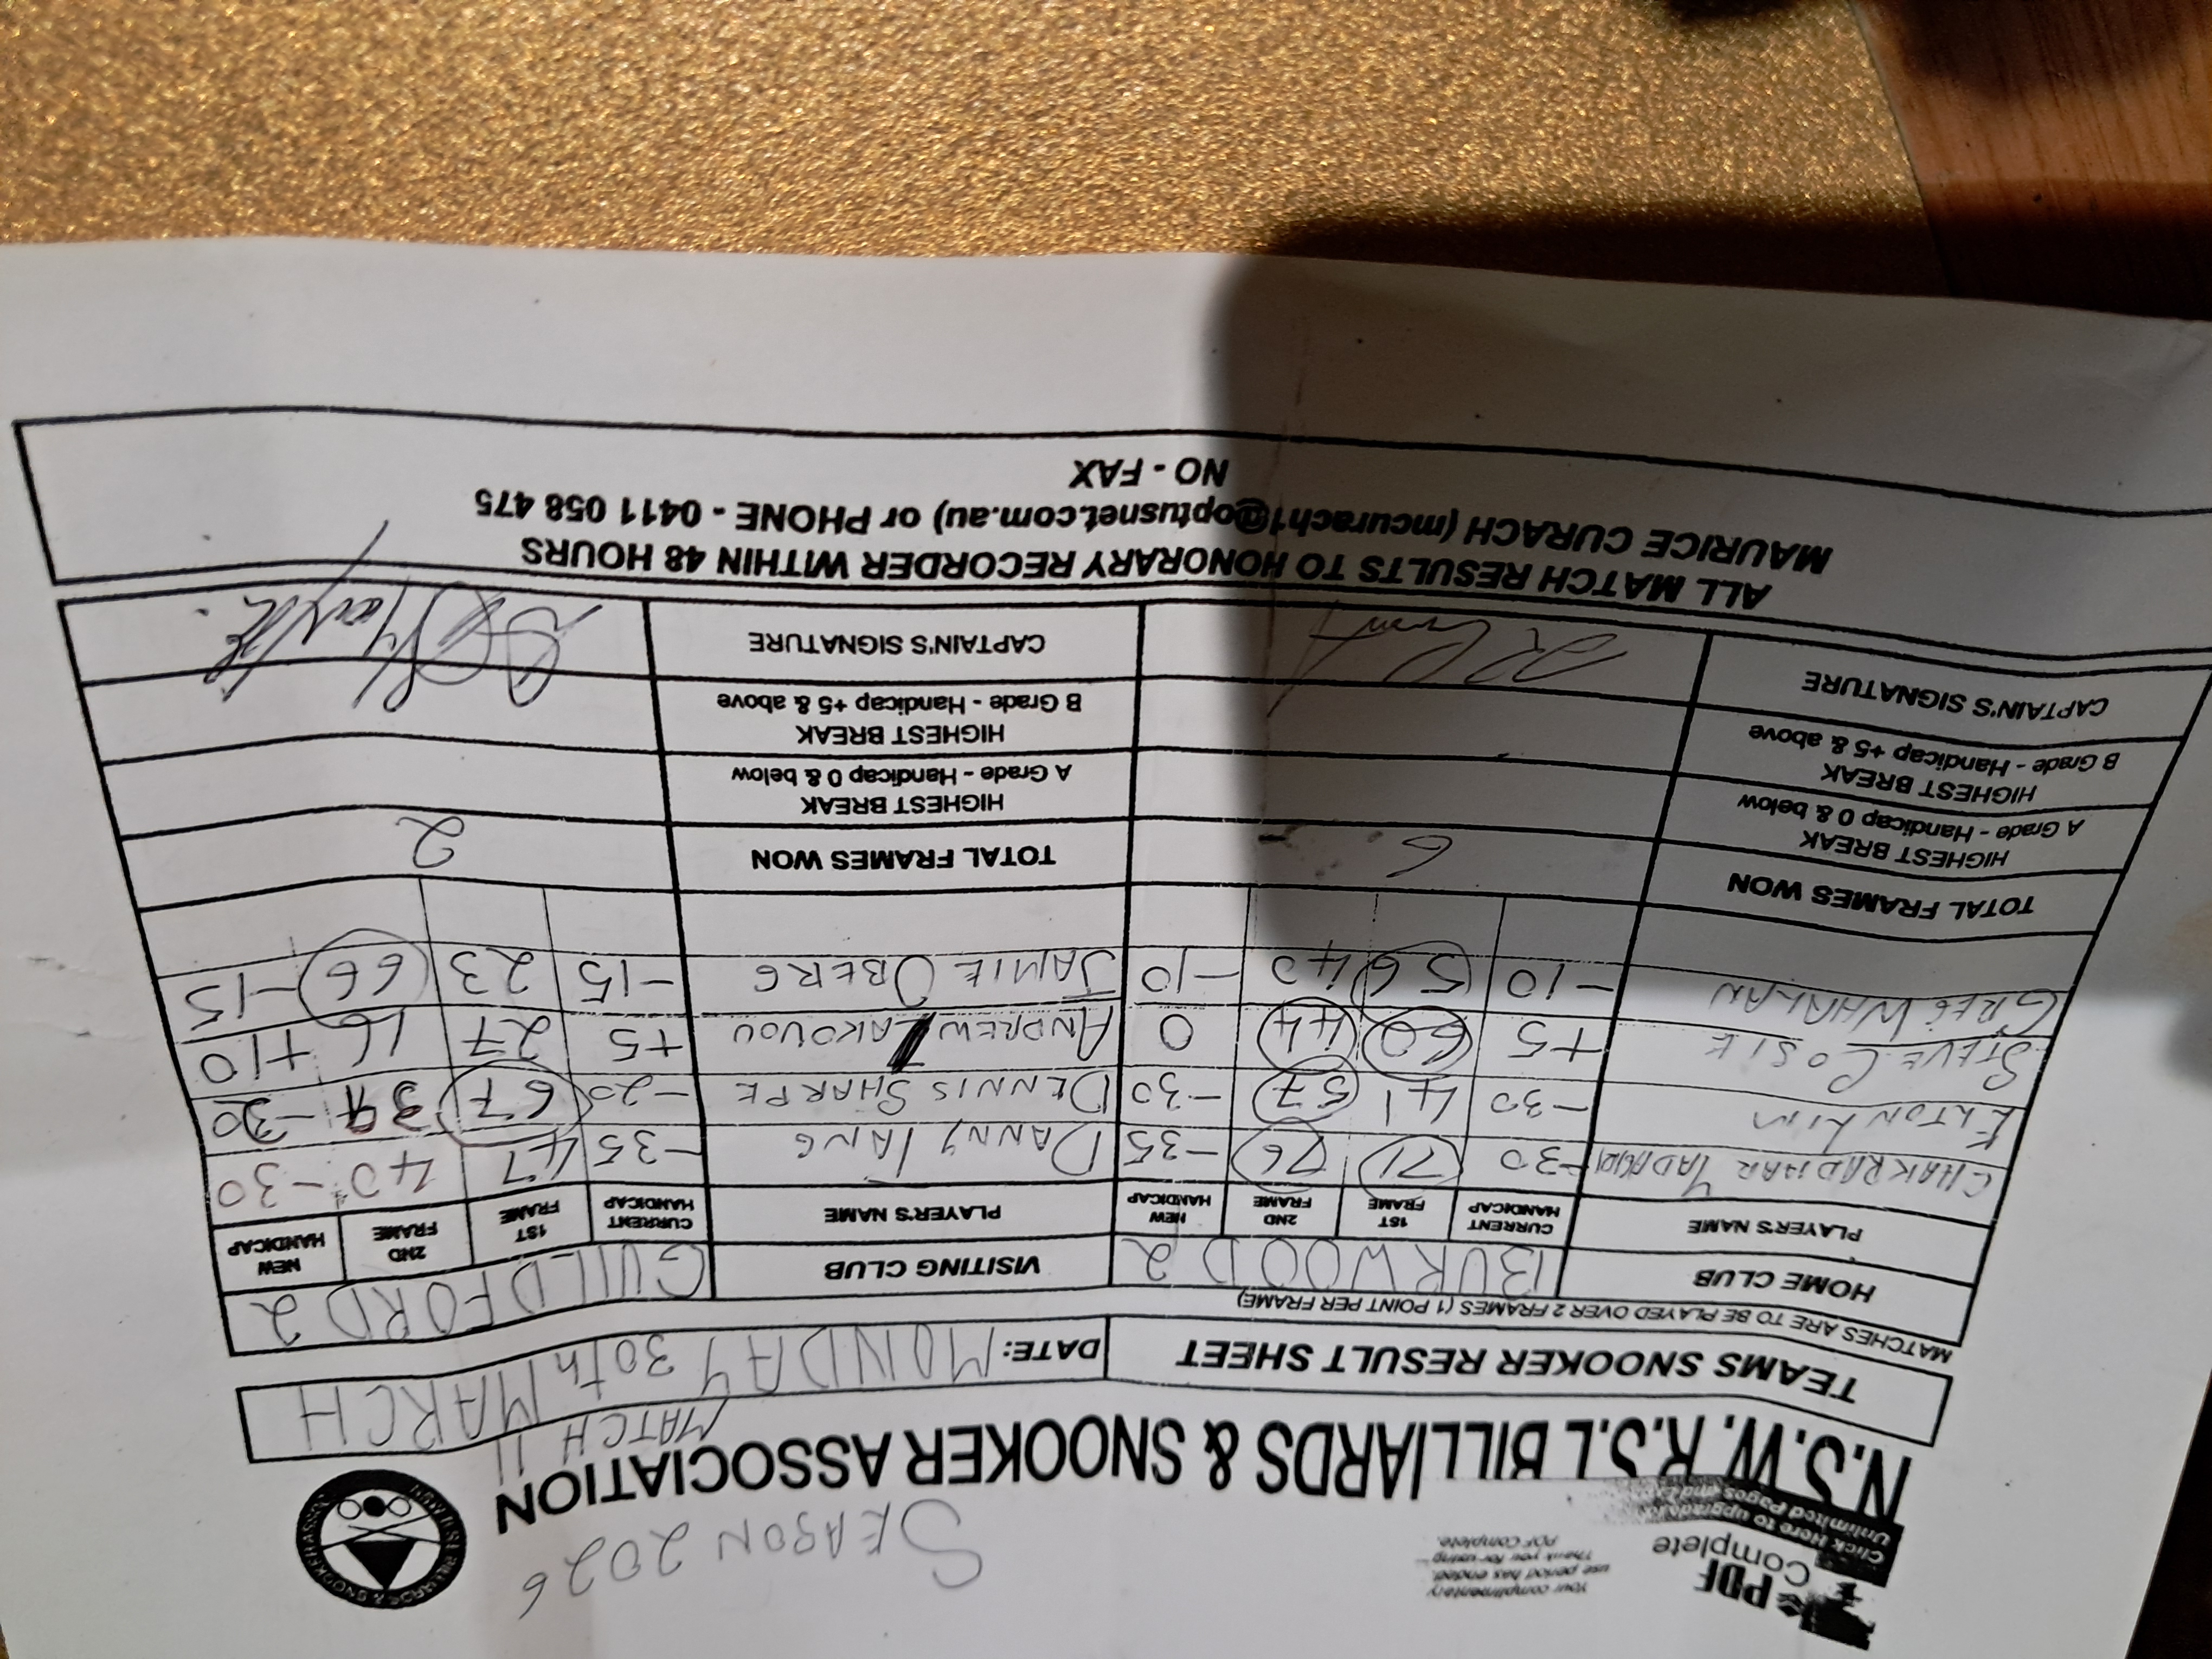 PDF
Complete
Click Here to upgrade to
Unlimited Pages and
Your complimentary
use period has ended.
Thank you for using
PDF Complete.
SEASON 2026
N.S.W. R.S.L BILLIARDS & SNOOKER ASSOCIATION
MATCH 11
TEAMS SNOOKER RESULT SHEET DATE: MONDAY 30th MARCH
MATCHES ARE TO BE PLAYED OVER 2 FRAMES (1 POINT PER FRAME)
HOME CLUB BURWOOD 2 VISITING CLUB GUILDFORD 2
PLAYER'S NAME CURRENT HANDICAP 1ST FRAME 2ND FRAME NEW HANDICAP PLAYER'S NAME CURRENT HANDICAP 1ST FRAME 2ND FRAME NEW HANDICAP
CHAKRADHAR -30 71 76 -35 DANNY TANG -35 47 40 -30
ELTON LIM -30 41 57 -30 DENNIS SHARPE -20 67 39
STEVE COSIE +5 60 44 0 ANDREW IAKOVOU +5 27 16 +10
GREG WHALAN -10 56 40 -10 JAMIE OBERG -15 23 66 -15
TOTAL FRAMES WON 6 TOTAL FRAMES WON 2
HIGHEST BREAK HIGHEST BREAK
A Grade - Handicap 0 & below A Grade - Handicap 0 & below
HIGHEST BREAK HIGHEST BREAK
B Grade - Handicap +5 & above B Grade - Handicap +5 & above
CAPTAIN'S SIGNATURE CAPTAIN'S SIGNATURE
ALL MATCH RESULTS TO HONORARY RECORDER WITHIN 48 HOURS
MAURICE CURACH (mcurach1@optusnet.com.au) or PHONE - 0411 058 475
NO - FAX